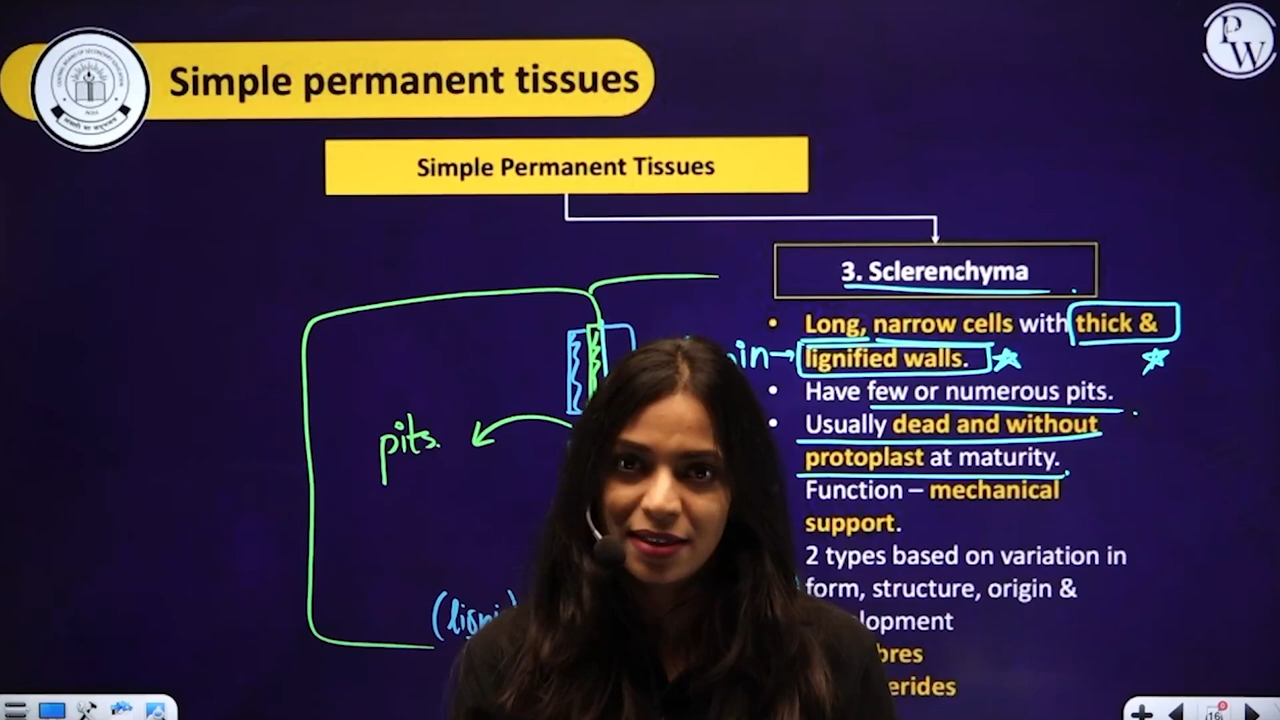 Simple permanent tissues
PW
Simple Permanent Tissues
3. Sclerenchyma
• Long, narrow cells with thick &
lignified walls.
• Have few or numerous pits.
• Usually dead and without
protoplast at maturity.
Function – mechanical
support.
2 types based on variation in
form, structure, origin &
pits.